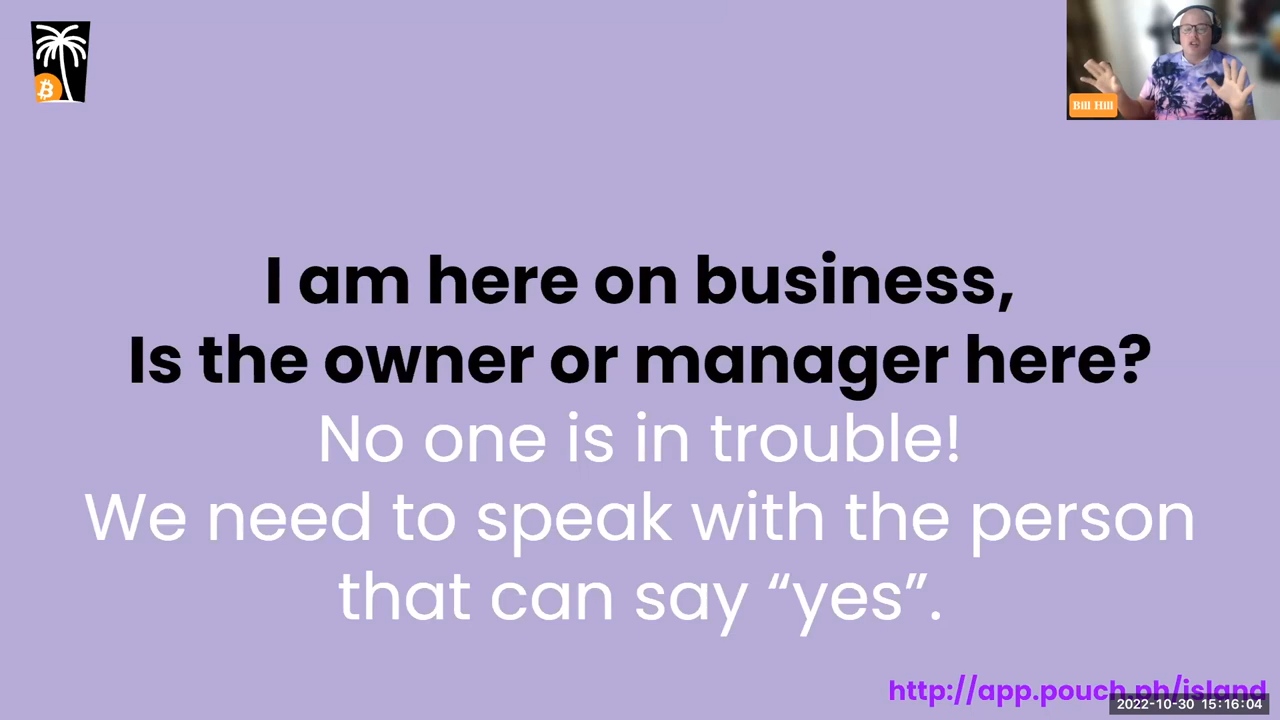 Bill Hill
I am here on business,
Is the owner or manager here?
No one is in trouble!
We need to speak with the person
that can say “yes”.
http://app.pouch.ph/island
2022-10-30 15:16:04